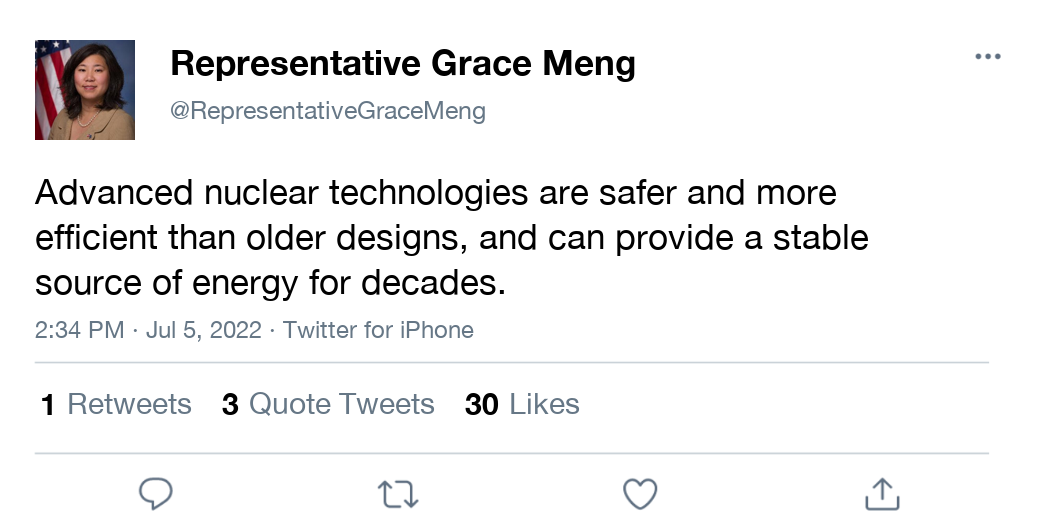 Representative Grace Meng
@RepresentativeGraceMeng
Advanced nuclear technologies are safer and more
efficient than older designs, and can provide a stable
source of energy for decades.
2:34 PM · Jul 5, 2022 · Twitter for iPhone
1 Retweets 3 Quote Tweets 30 Likes